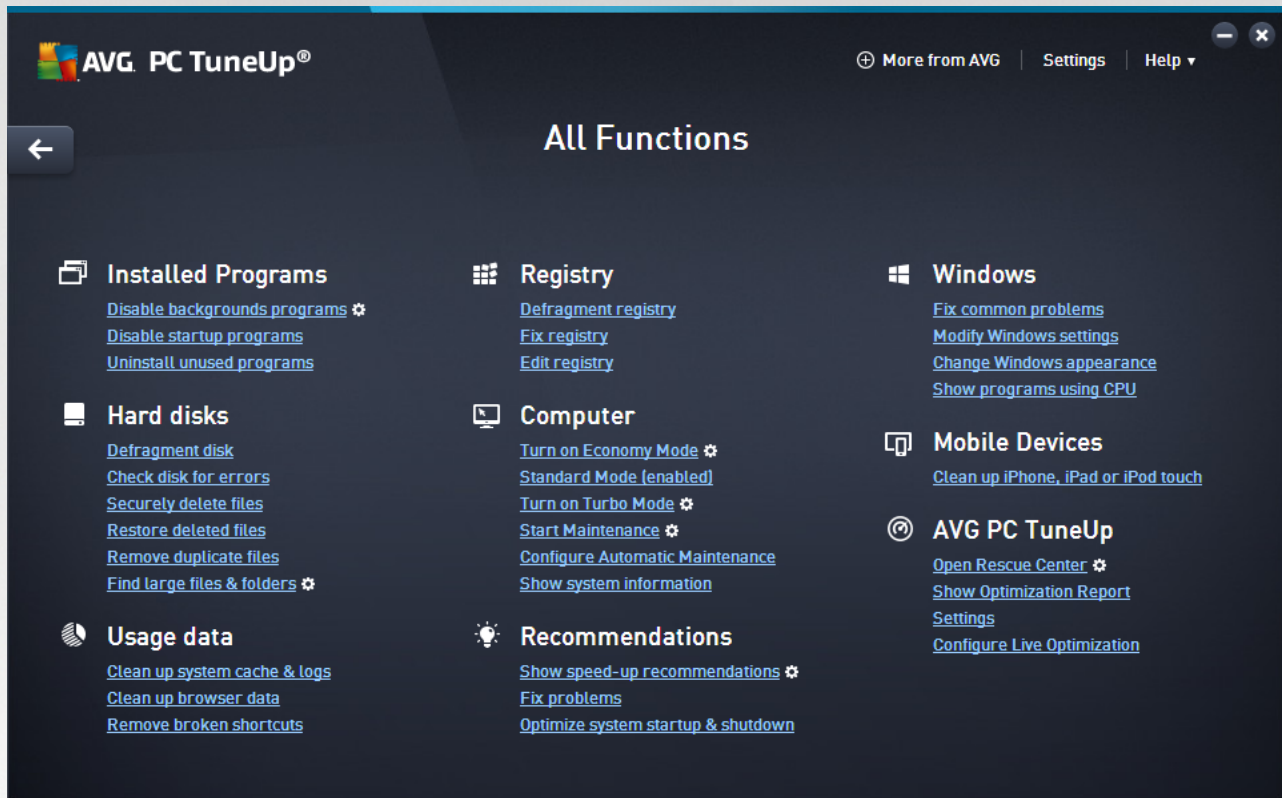 AVG PC TuneUp®
More from AVG
Settings
Help
All Functions
Installed Programs
Disable backgrounds programs
Disable startup programs
Uninstall unused programs
Hard disks
Defragment disk
Check disk for errors
Securely delete files
Restore deleted files
Remove duplicate files
Find large files & folders
Usage data
Clean up system cache & logs
Clean up browser data
Remove broken shortcuts
Registry
Defragment registry
Fix registry
Edit registry
Computer
Turn on Economy Mode
Standard Mode (enabled)
Turn on Turbo Mode
Start Maintenance
Configure Automatic Maintenance
Show system information
Recommendations
Show speed-up recommendations
Fix problems
Optimize system startup & shutdown
Windows
Fix common problems
Modify Windows settings
Change Windows appearance
Show programs using CPU
Mobile Devices
Clean up iPhone, iPad or iPod touch
AVG PC TuneUp
Open Rescue Center
Show Optimization Report
Settings
Configure Live Optimization